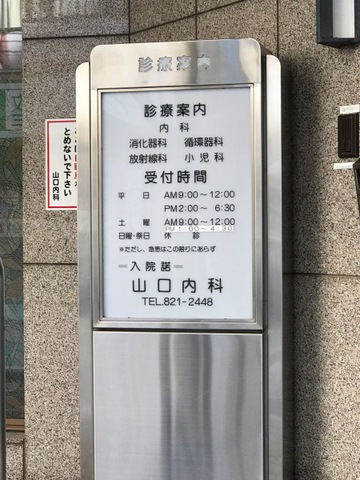 診療案内
診療案内
内科
消化器科 循環器科
放射線科 小児科
受付時間
平日 AM9:00〜12:00
PM2:00〜 6:30
土曜 AM9:00〜12:00
PM1:00〜4:30
日曜・祭日 休診
*ただし、急患はこの限りにあらず
入院諾
山口内科
TEL.821-2448
とめないで下さい
山口内科